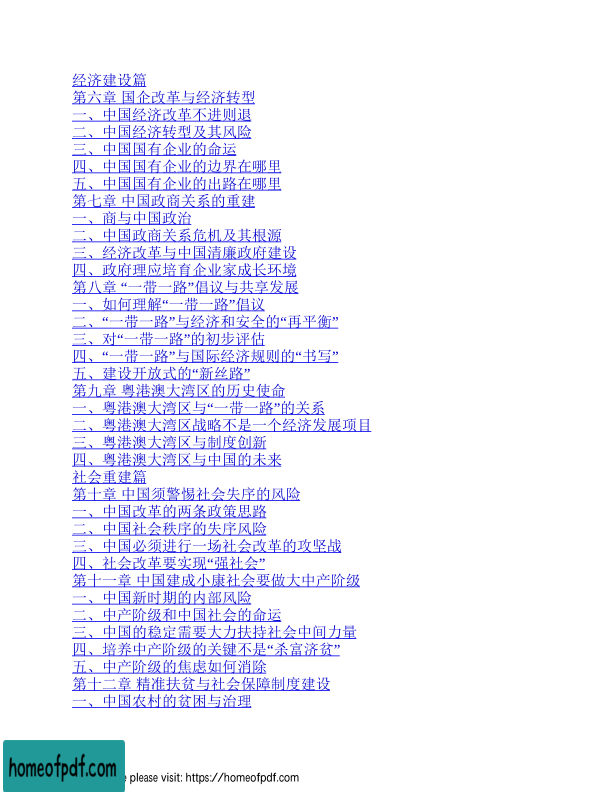 经济建设篇
第六章 国企改革与经济转型
一、中国经济改革不进则退
二、中国经济转型及其风险
三、中国国有企业的命运
四、中国国有企业的边界在哪里
五、中国国有企业的出路在哪里
第七章 中国政商关系的重建
一、商与中国政治
二、中国政商关系危机及其根源
三、经济改革与中国清廉政府建设
四、政府理应培育企业家成长环境
第八章 “一带一路”倡议与共享发展
一、如何理解“一带一路”倡议
二、“一带一路”与经济和安全的“再平衡”
三、对“一带一路”的初步评估
四、“一带一路”与国际经济规则的“书写”
五、建设开放式的“新丝路”
第九章 粤港澳大湾区的历史使命
一、粤港澳大湾区与“一带一路”的关系
二、粤港澳大湾区战略不是一个经济发展项目
三、粤港澳大湾区与制度创新
四、粤港澳大湾区与中国的未来
社会重建篇
第十章 中国须警惕社会失序的风险
一、中国改革的两条政策思路
二、中国社会秩序的失序风险
三、中国必须进行一场社会改革的攻坚战
四、社会改革要实现“强社会”
第十一章 中国建成小康社会要做大中产阶级
一、中国新时期的内部风险
二、中产阶级和中国社会的命运
三、中国的稳定需要大力扶持社会中间力量
四、培养中产阶级的关键不是“杀富济贫”
五、中产阶级的焦虑如何消除
第十二章 精准扶贫与社会保障制度建设
一、中国农村的贫困与治理
homeofpdf.com
e please visit: https://homeofpdf.com